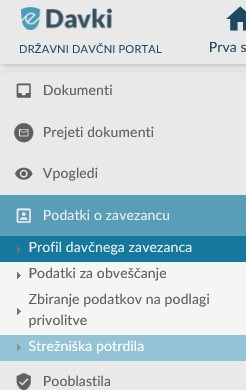 eDavki
DRŽAVNI DAVČNI PORTAL
Prva s
Dokumenti
Prejeti dokumenti
Vpogledi
Podatki o zavezancu
Profil davčnega zavezanca
Podatki za obveščanje
Zbiranje podatkov na podlagi
privolitve
Strežniška potrdila
Pooblastila